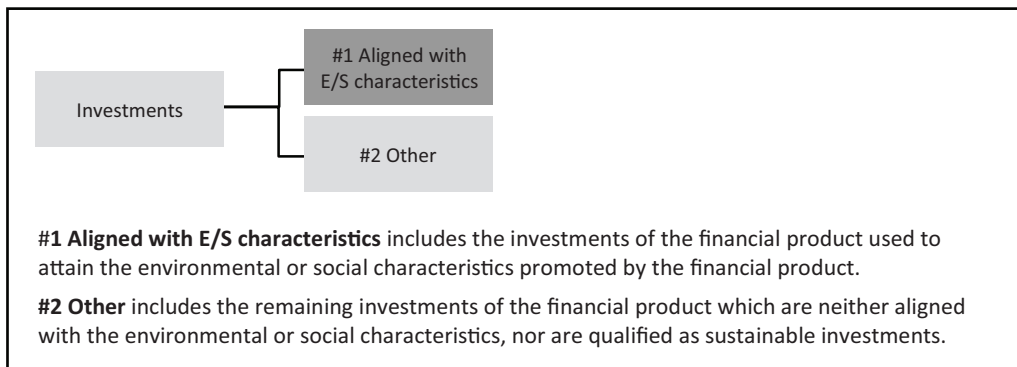 #1 Aligned with
E/S characteristics
Investments
#2 Other
#1 Aligned with E/S characteristics includes the investments of the financial product used to
attain the environmental or social characteristics promoted by the financial product.
#2 Other includes the remaining investments of the financial product which are neither aligned
with the environmental or social characteristics, nor are qualified as sustainable investments.